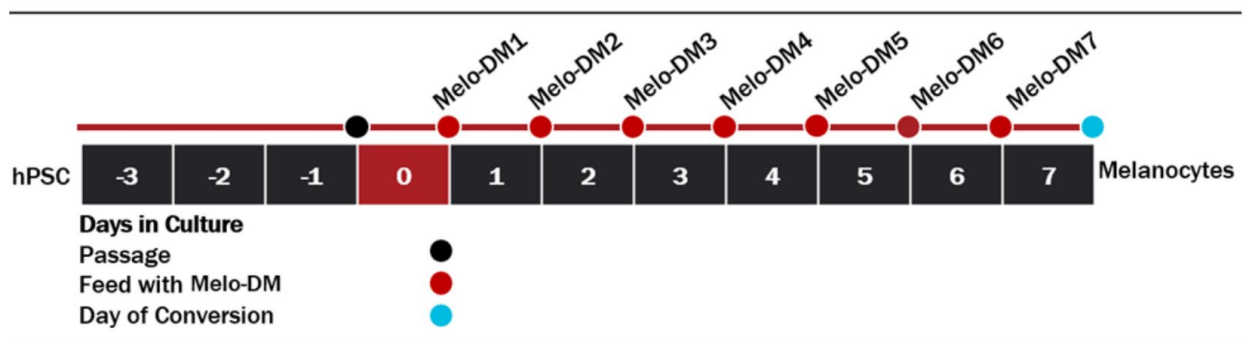 Melo-DM1 Melo-DM2 Melo-DM3 Melo-DM4 Melo-DM5 Melo-DM6 Melo-DM7
hPSC -3 -2 -1 0 1 2 3 4 5 6 7 Melanocytes
Days in Culture
Passage
Feed with Melo-DM
Day of Conversion